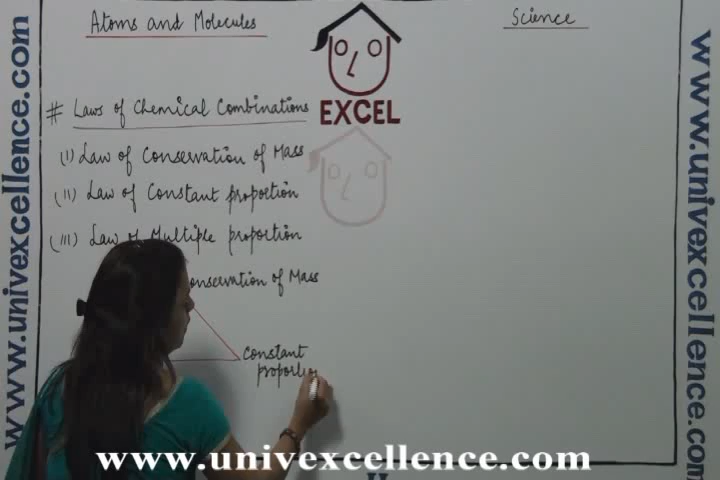 Atoms and Molecules
Science
EXCEL
# Laws of Chemical Combinations
(I) Law of Conservation of Mass
(II) Law of Constant proportion
(III) Law of Multiple proportion
onservation of Mass
Constant
proportio
www.univexcellence.com
www.univexcellence.com
www.univexcellence.com